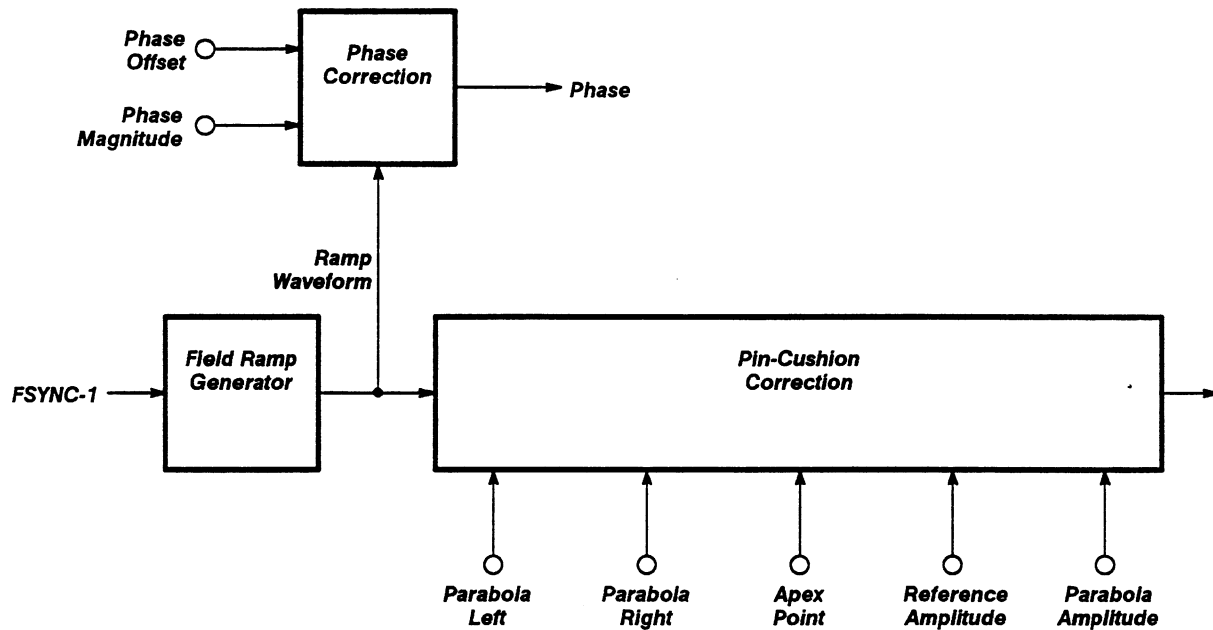 Phase
Offset
Phase
Correction
Phase
Phase
Magnitude
Ramp
Waveform
Field Ramp
Generator
Pin-Cushion
Correction
FSYNC-1
Parabola
Left
Parabola
Right
Apex
Point
Reference
Amplitude
Parabola
Amplitude